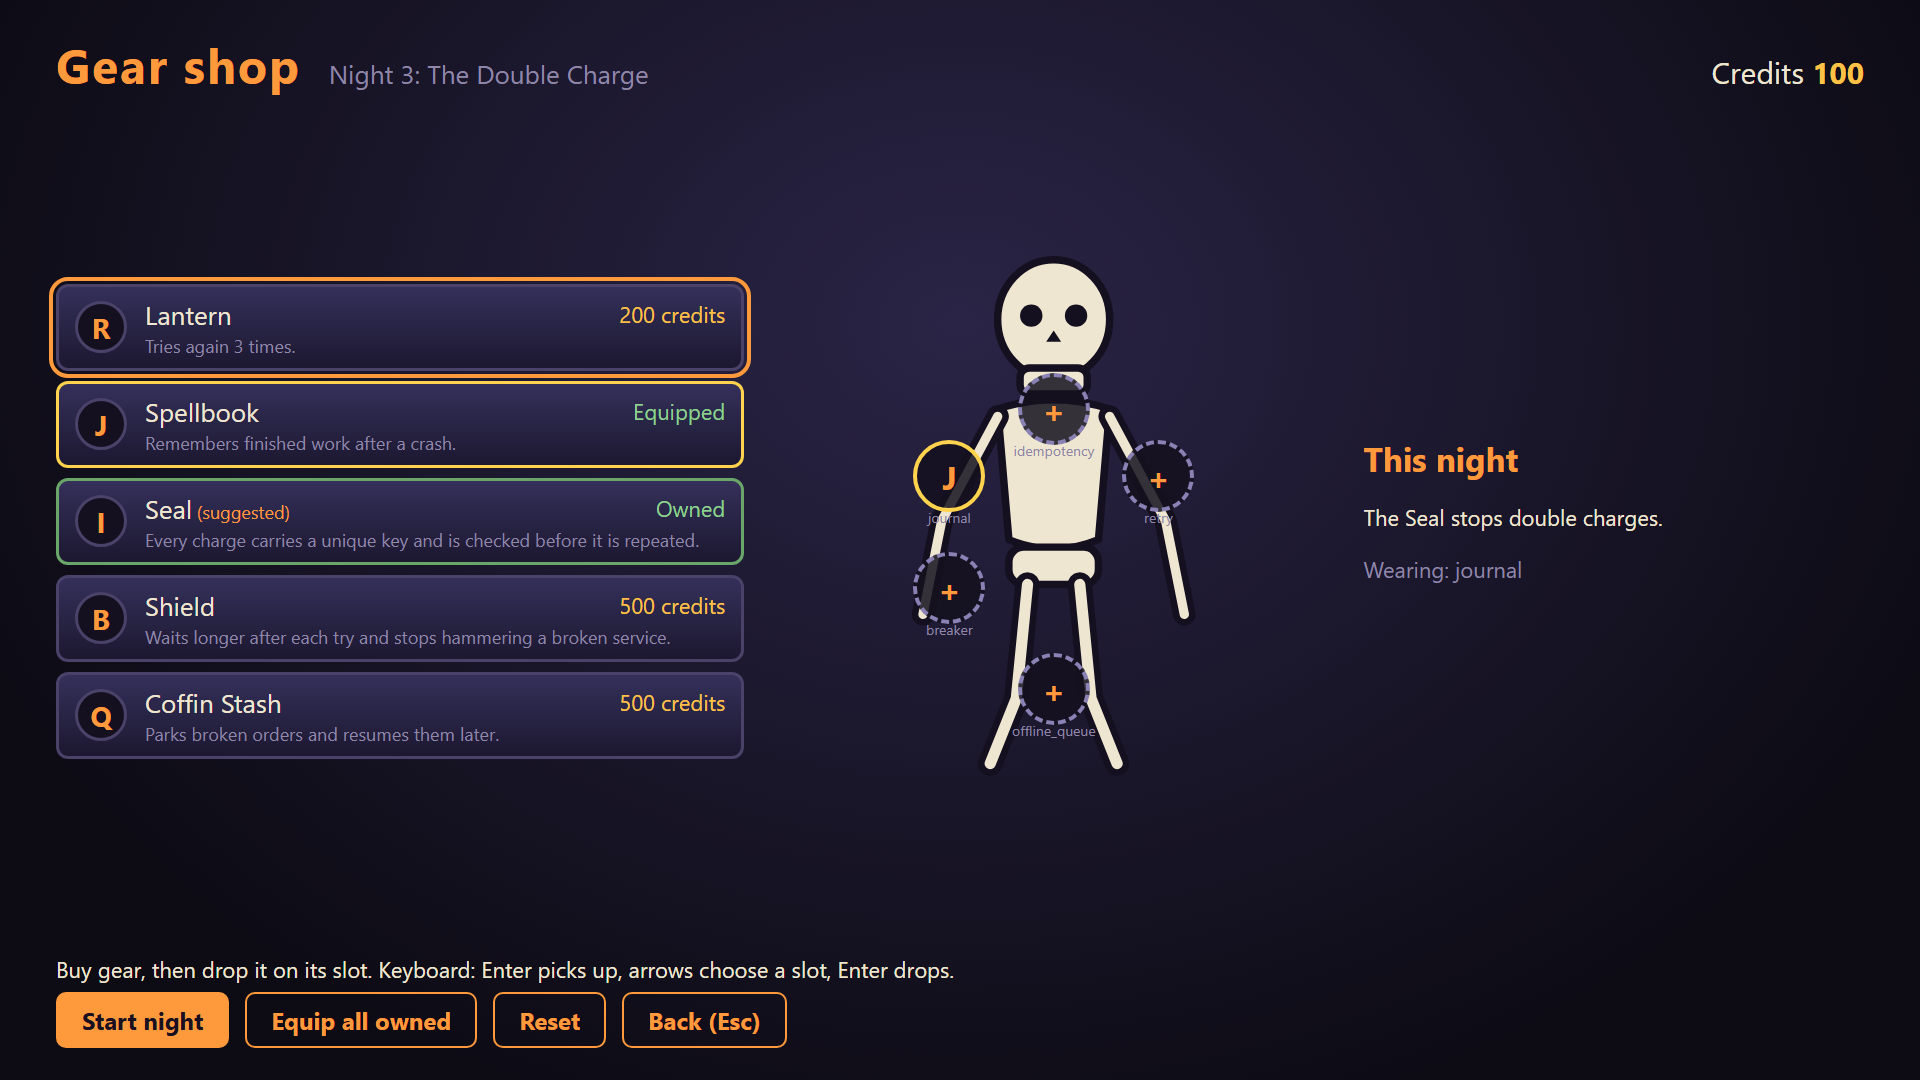 Gear shop
Night 3: The Double Charge
Credits 100
R
Lantern
200 credits
Tries again 3 times.
J
Spellbook
Equipped
Remembers finished work after a crash.
I
Seal (suggested)
Owned
Every charge carries a unique key and is checked before it is repeated.
B
Shield
500 credits
Waits longer after each try and stops hammering a broken service.
Q
Coffin Stash
500 credits
Parks broken orders and resumes them later.
+
idempotency
J
journal
+
retry
+
breaker
+
offline_queue
This night
The Seal stops double charges.
Wearing: journal
Buy gear, then drop it on its slot. Keyboard: Enter picks up, arrows choose a slot, Enter drops.
Start night
Equip all owned
Reset
Back (Esc)